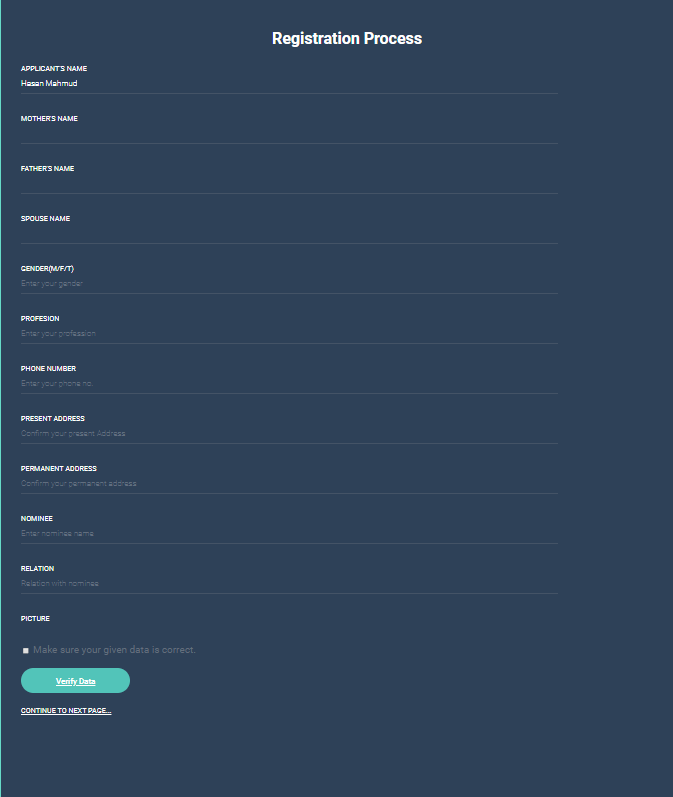 Registration Process
APPLICANT'S NAME
Hasan Mahmud
MOTHER'S NAME
FATHER'S NAME
SPOUSE NAME
GENDER(M/F/T)
Enter your gender
PROFESION
Enter your profession
PHONE NUMBER
Enter your phone no.
PRESENT ADDRESS
Confirm your present Address
PERMANENT ADDRESS
Confirm your permanent address
NOMINEE
Enter nominee name
RELATION
Relation with nominee
PICTURE
Make sure your given data is correct.
Verify Data
CONTINUE TO NEXT PAGE...